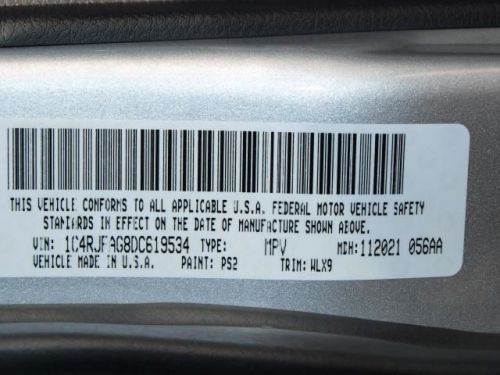 THIS VEHICLE CONFORMS TO ALL APPLICABLE U.S.A. FEDERAL MOTOR VEHICLE SAFETY
STANDARDS IN EFFECT ON THE DATE OF MANUFACTURE SHOWN ABOVE.
VIN: 1C4RJFAG8DC619534 TYPE: MPV MDH:112021 056AA
VEHICLE MADE IN U.S.A. PAINT: PS2 TRIM: WLX9